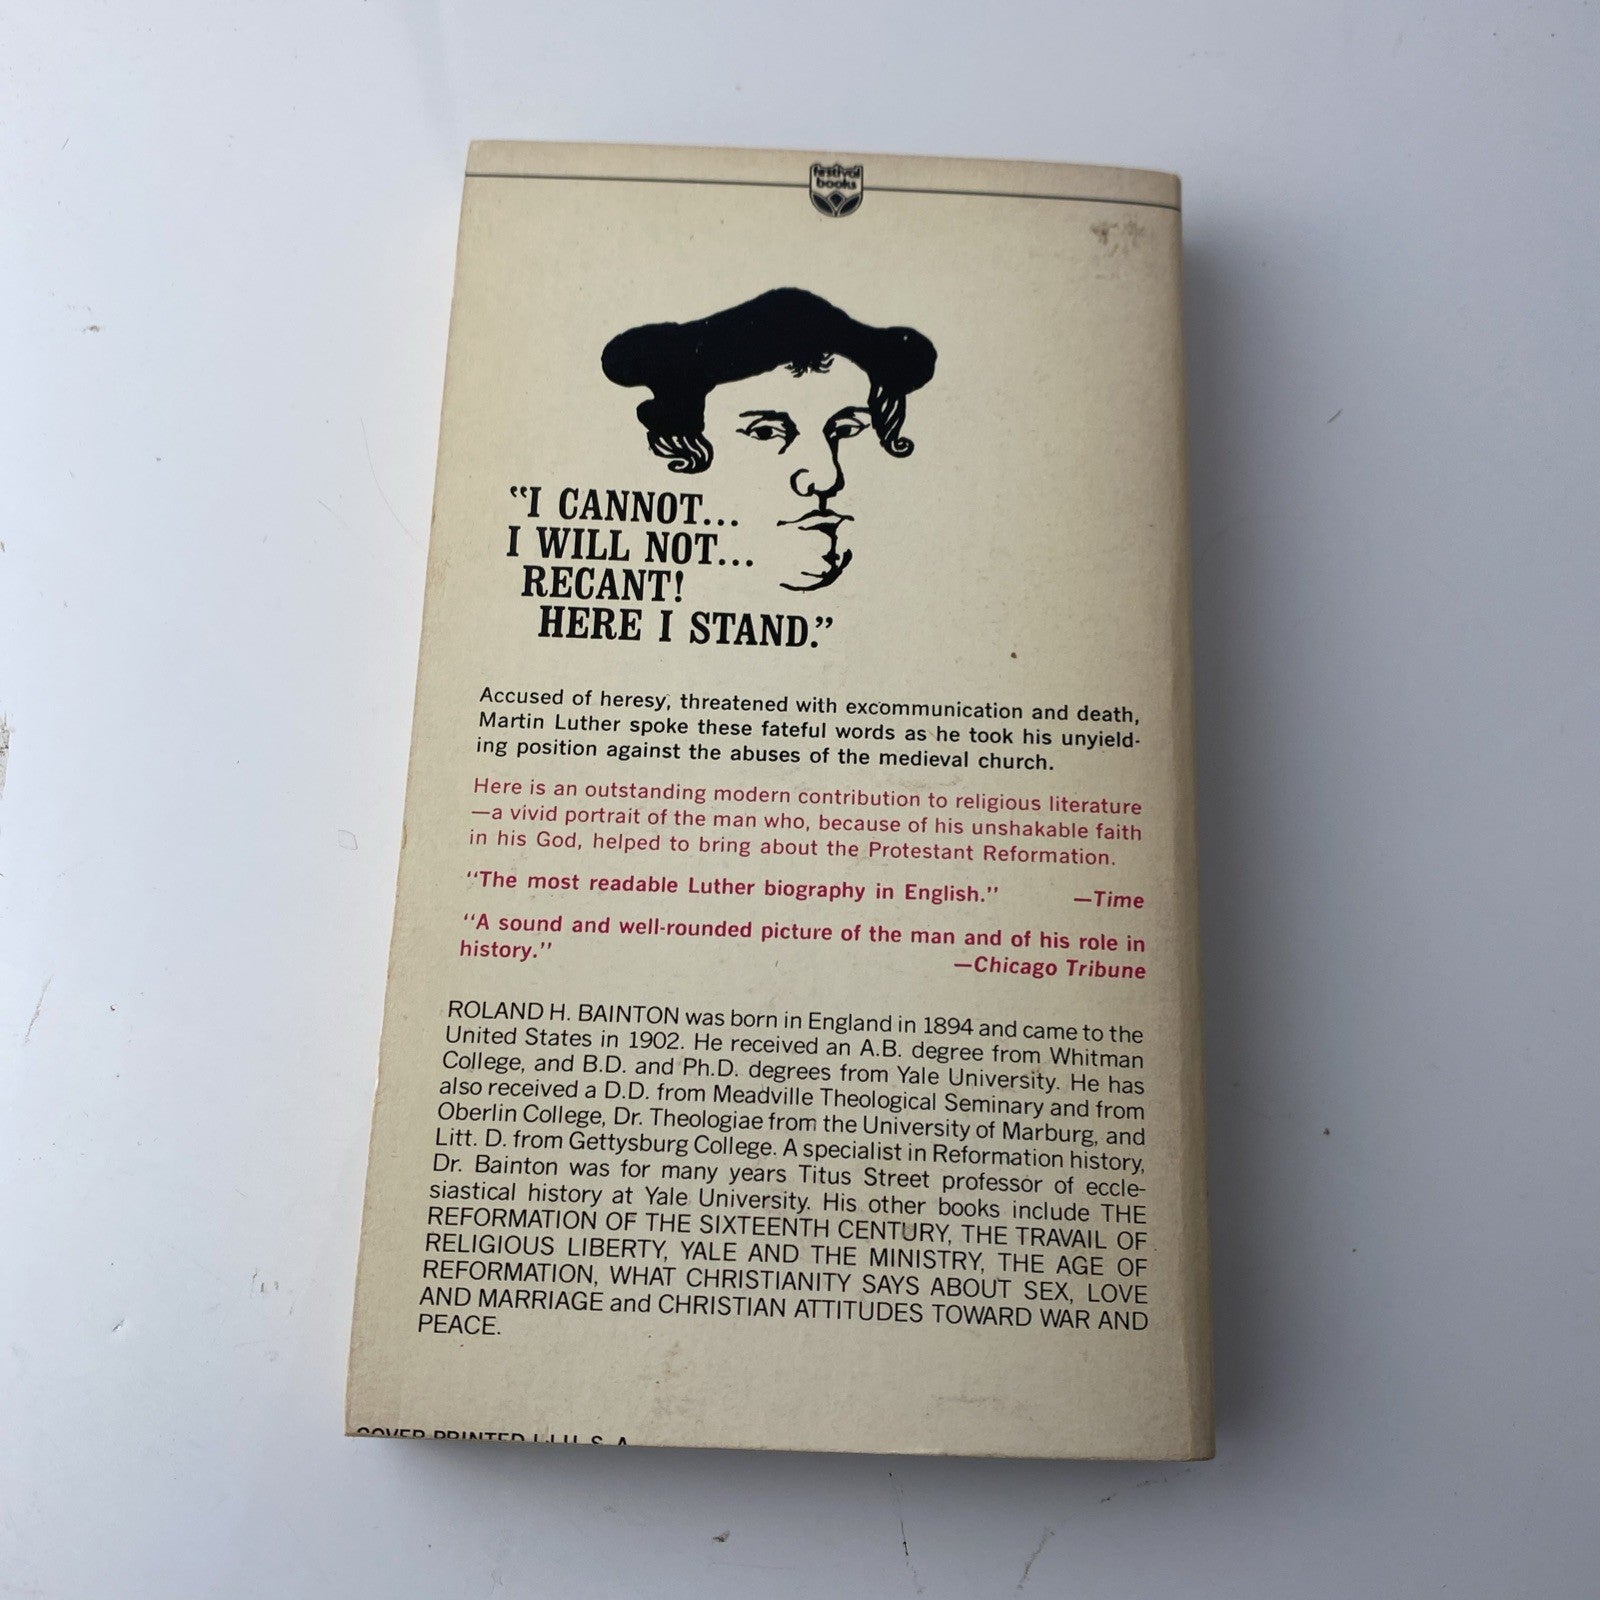 festival
books
"I CANNOT...
I WILL NOT...
RECANT!
HERE I STAND."
Accused of heresy, threatened with excommunication and death,
Martin Luther spoke these fateful words as he took his unyield-
ing position against the abuses of the medieval church.
Here is an outstanding modern contribution to religious literature
—a vivid portrait of the man who, because of his unshakable faith
in his God, helped to bring about the Protestant Reformation.
"The most readable Luther biography in English." —Time
"A sound and well-rounded picture of the man and of his role in
history." —Chicago Tribune
ROLAND H. BAINTON was born in England in 1894 and came to the
United States in 1902. He received an A.B. degree from Whitman
College, and B.D. and Ph.D. degrees from Yale University. He has
also received a D.D. from Meadville Theological Seminary and from
Oberlin College, Dr. Theologiae from the University of Marburg, and
Litt. D. from Gettysburg College. A specialist in Reformation history,
Dr. Bainton was for many years Titus Street professor of eccle-
siastical history at Yale University. His other books include THE
REFORMATION OF THE SIXTEENTH CENTURY, THE TRAVAIL OF
RELIGIOUS LIBERTY, YALE AND THE MINISTRY, THE AGE OF
REFORMATION, WHAT CHRISTIANITY SAYS ABOUT SEX, LOVE
AND MARRIAGE and CHRISTIAN ATTITUDES TOWARD WAR AND
PEACE.
COVER PRINTED U. S. A.